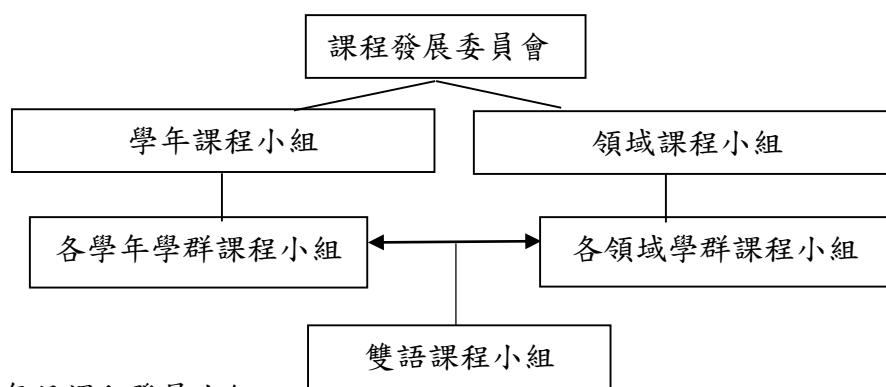 課程發展委員會
學年課程小組
領域課程小組
各學年學群課程小組
各領域學群課程小組
雙語課程小組